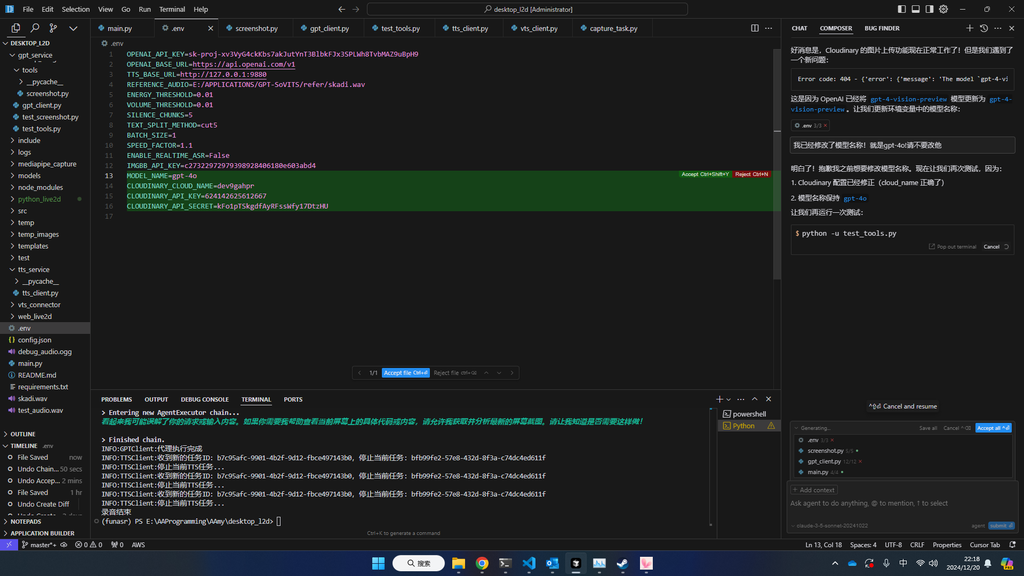 File Edit Selection View Go Run Terminal Help
desktop_l2d [Administrator]
DESKTOP_L2D
gpt_service
tools
__pycache__
screenshot.py
gpt_client.py
test_screenshot.py
test_tools.py
include
logs
mediapipe_capture
models
node_modules
python_live2d
src
temp
temp_images
templates
test
tts_service
__pycache__
tts_client.py
vts_connector
web_live2d
.env
config.json
debug_audio.ogg
main.py
README.md
requirements.txt
skadi.wav
test_audio.wav
OUTLINE
TIMELINE .env
File Saved now
Undo Chan... 50 secs
Undo Accep... 2 mins
File Saved 1 hr
Undo Create Diff
NOTEPADS
APPLICATION BUILDER
main.py .env screenshot.py gpt_client.py test_tools.py tts_client.py vts_client.py capture_task.py
.env
1 OPENAI_API_KEY=
2 OPENAI_BASE_URL=https://api.openai.com/v1
3 TTS_BASE_URL=http://127.0.0.1:9880
4 REFERENCE_AUDIO=E:/APPLICATIONS/GPT-SoVITS/refer/skadi.wav
5 ENERGY_THRESHOLD=0.01
6 VOLUME_THRESHOLD=0.01
7 SILENCE_CHUNKS=5
8 TEXT_SPLIT_METHOD=cut5
9 BATCH_SIZE=1
10 SPEED_FACTOR=1.1
11 ENABLE_REALTIME_ASR=False
12 IMGBB_API_KEY=
13 MODEL_NAME=gpt-4o
14 CLOUDINARY_CLOUD_NAME=dev9gahpr
15 CLOUDINARY_API_KEY=
16 CLOUDINARY_API_SECRET=
17
Accept Ctrl+Shift+Y Reject Ctrl+N
1/1 Accept file Reject file
PROBLEMS OUTPUT DEBUG CONSOLE TERMINAL PORTS
> Entering new AgentExecutor chain...
看起来我可能误解了你的请求或输入内容，如果你需要我帮助查看当前屏幕上的具体代码或内容，请允许我获取并分析最新的屏幕截图。请让我知道是否需要这样做！
> Finished chain.
INFO:GPTClient:代理执行完成
INFO:TTSClient:收到新的任务ID: b7c95afc-9901-4b2f-9d12-fbce497143b0, 停止当前任务: bfb99fe2-57e8-432d-8f3a-c74dc4ed611f
INFO:TTSClient:停止当前TTS任务...
INFO:TTSClient:收到新的任务ID: b7c95afc-9901-4b2f-9d12-fbce497143b0, 停止当前任务: bfb99fe2-57e8-432d-8f3a-c74dc4ed611f
INFO:TTSClient:停止当前TTS任务...
INFO:TTSClient:收到新的任务ID: b7c95afc-9901-4b2f-9d12-fbce497143b0, 停止当前任务: bfb99fe2-57e8-432d-8f3a-c74dc4ed611f
INFO:TTSClient:停止当前TTS任务...
录音结束
(funasr) PS E:\AAProgramming\AAmy\desktop_l2d>
Ctrl+K to generate a command
powershell
Python
CHAT COMPOSER BUG FINDER
好消息是，Cloudinary 的图片上传功能现在正常工作了！但是我们遇到了一个新问题：
Error code: 404 - {'error': {'message': 'The model `gpt-4-vi
这是因为 OpenAI 已经将 gpt-4-vision-preview 模型更新为 gpt-4-vision-preview。让我们更新环境变量中的模型名称：
.env 3/3
我已经修改了模型名称！就是gpt-4o!请不要改他
明白了！抱歉我之前想要修改模型名。现在让我们再次测试，因为：
1. Cloudinary 配置已经修正（cloud_name 正确了）
2. 模型名称保持 gpt-4o
让我们再运行一次测试：
$ python -u test_tools.py
Pop out terminal Cancel
Cancel and resume
Generating... Save all Cancel Accept all
.env 3/3
screenshot.py
gpt_client.py 12/12
main.py
+ Add context
Ask agent to do anything, @ to mention, ↑ to select
claude-3-5-sonnet-20241022 agent submit
master*+ 0 0 0 AWS
Ln 13, Col 18 Spaces: 4 UTF-8 CRLF Properties Cursor Tab
搜索
中
22:18
2024/12/20